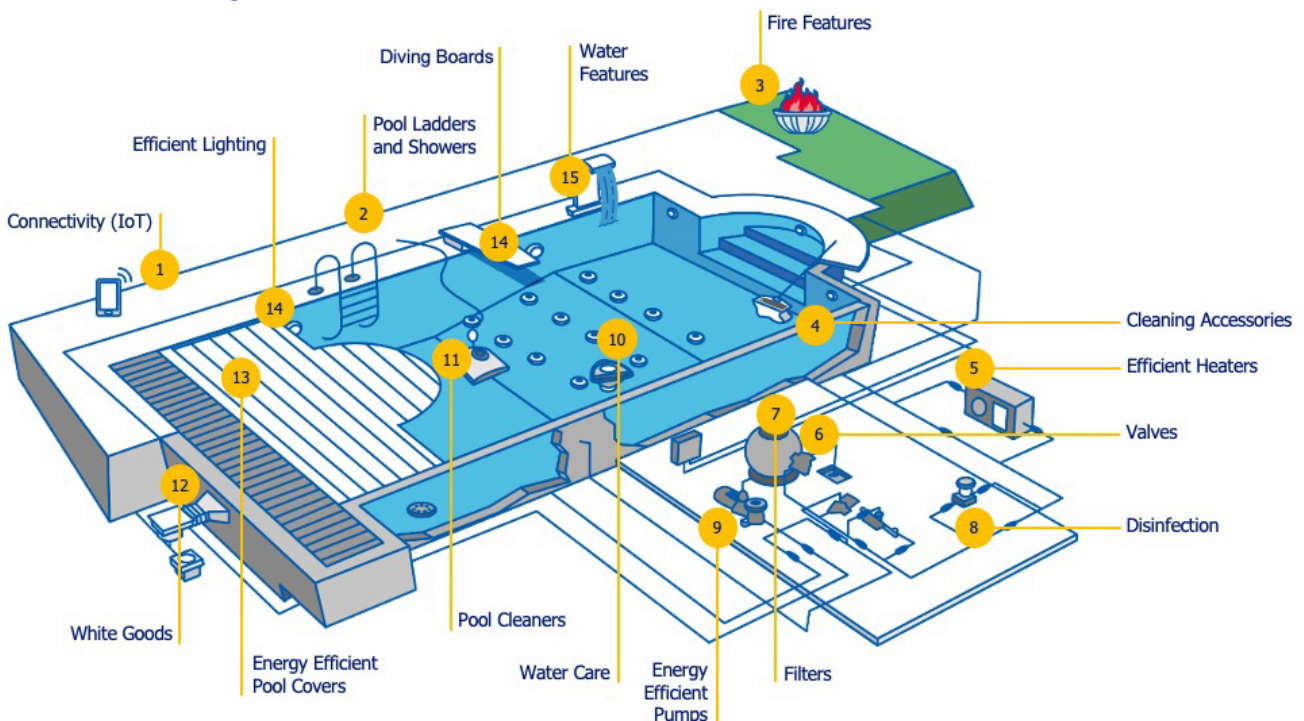 Fire Features
3
Diving Boards
Water
Features
Efficient Lighting
Pool Ladders
and Showers
15
Connectivity (IoT)
2
14
1
14
4
Cleaning Accessories
10
11
13
5
Efficient Heaters
7
6
Valves
12
9
8
Disinfection
White Goods
Pool Cleaners
Energy Efficient
Pool Covers
Water Care
Energy
Efficient
Pumps
Filters